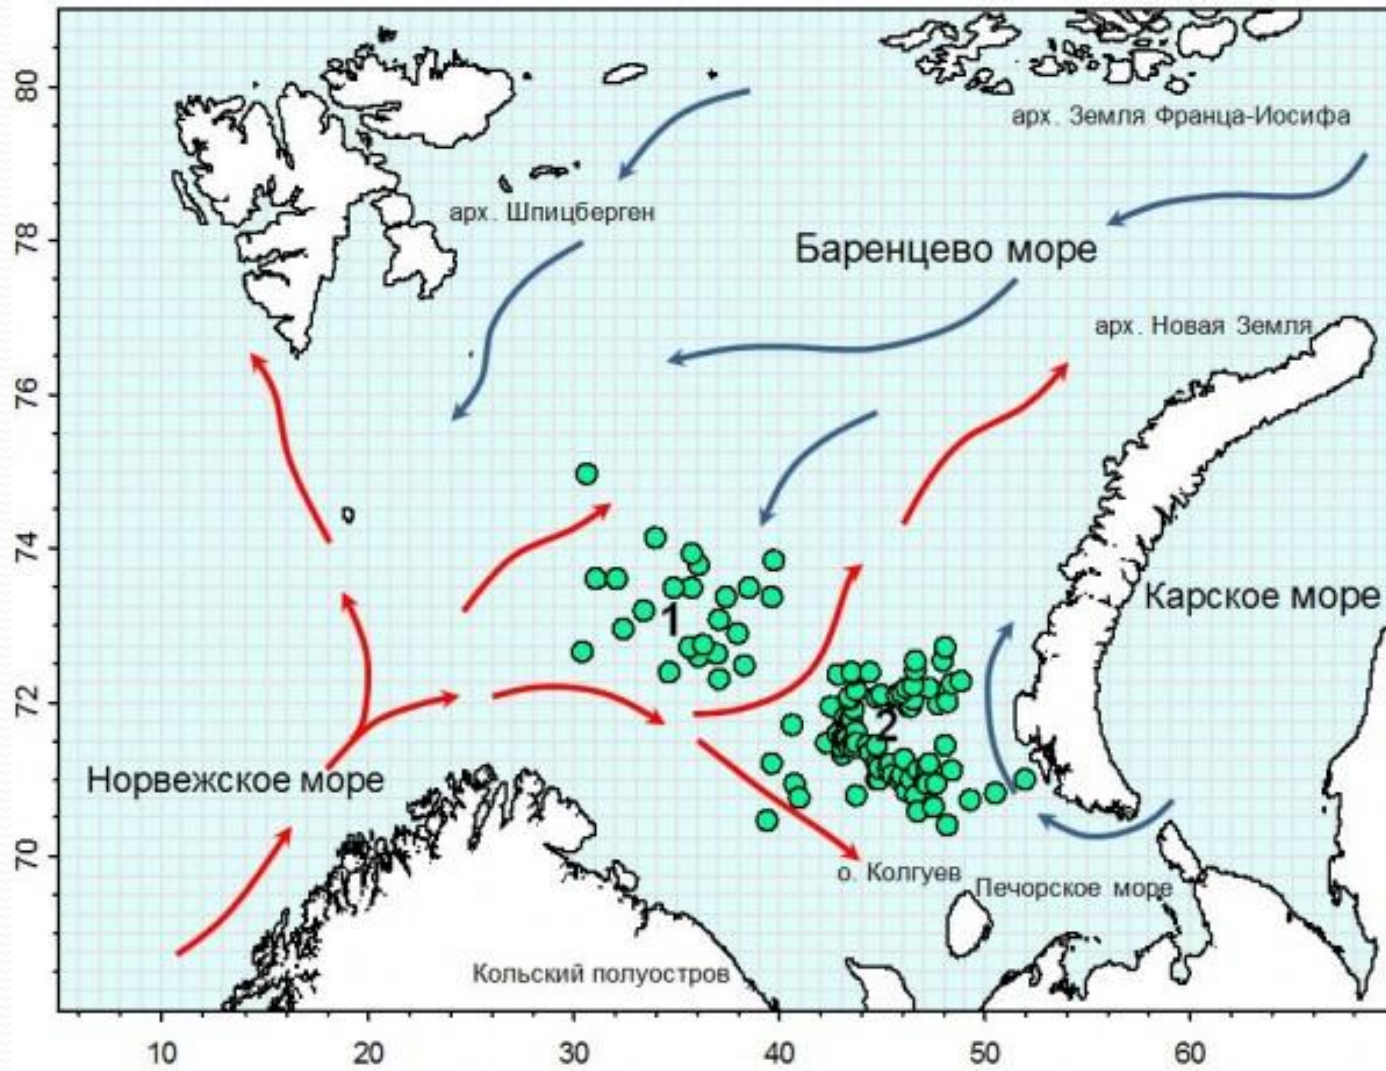 80
арх. Земля Франца-Иосифа
арх. Шпицберген
78
Баренцево море
арх. Новая Земля
76
74
Карское море
1
72
2
Норвежское море
70
о. Колгуев
Печорское море
Кольский полуостров
10 20 30 40 50 60